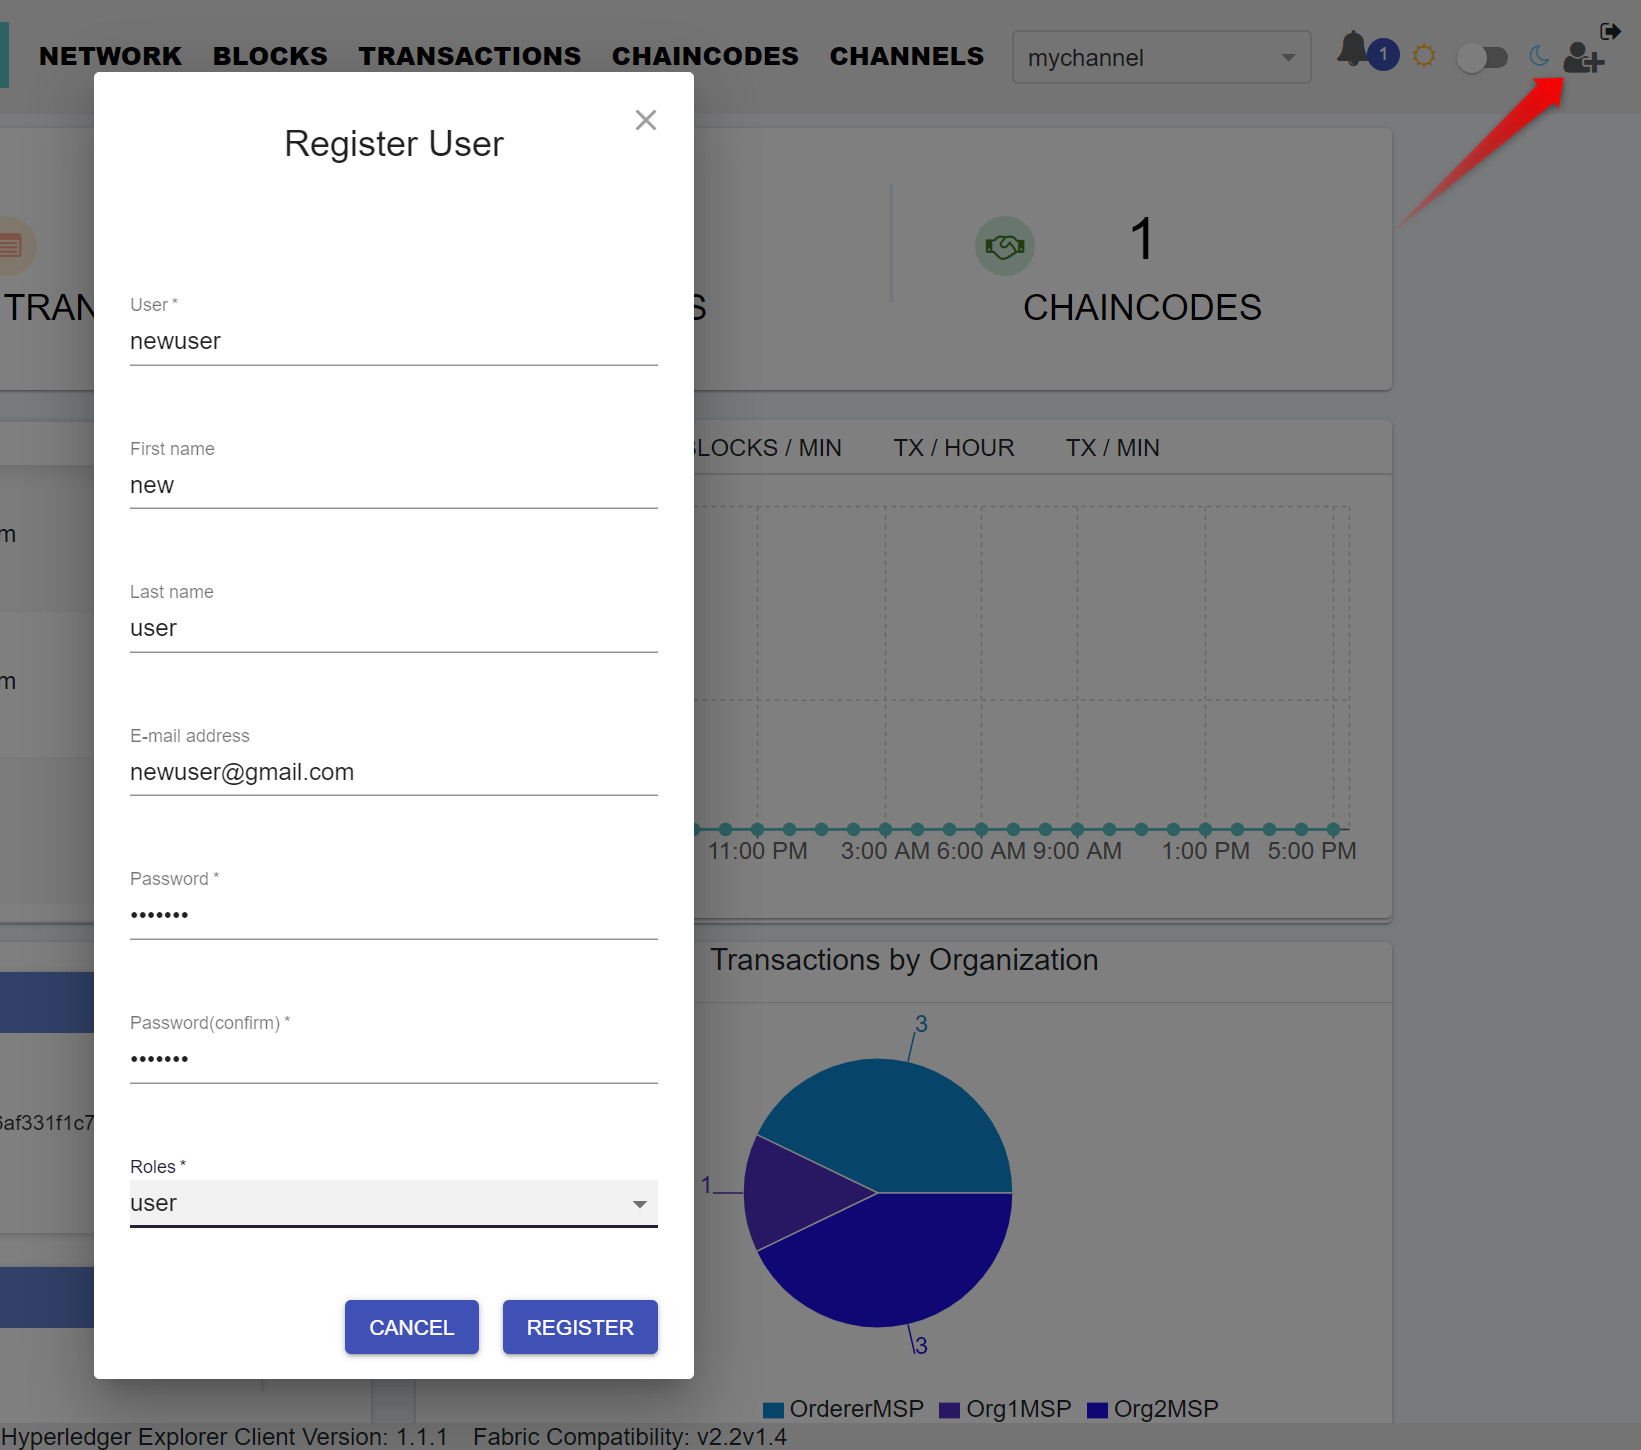 NETWORK BLOCKS TRANSACTIONS CHAINCODES CHANNELS mychannel 1
Register User
1
TRAN S CHAINCODES
User *
newuser
First name
new
BLOCKS / MIN TX / HOUR TX / MIN
m
Last name
user
m
E-mail address
newuser@gmail.com
11:00 PM 3:00 AM 6:00 AM 9:00 AM 1:00 PM 5:00 PM
Password *
•••••••
Transactions by Organization
Password(confirm) *
•••••••
3
6af331f1c7
Roles *
user
1
CANCEL REGISTER
3
OrdererMSP Org1MSP Org2MSP
Hyperledger Explorer Client Version: 1.1.1 Fabric Compatibility: v2.2v1.4